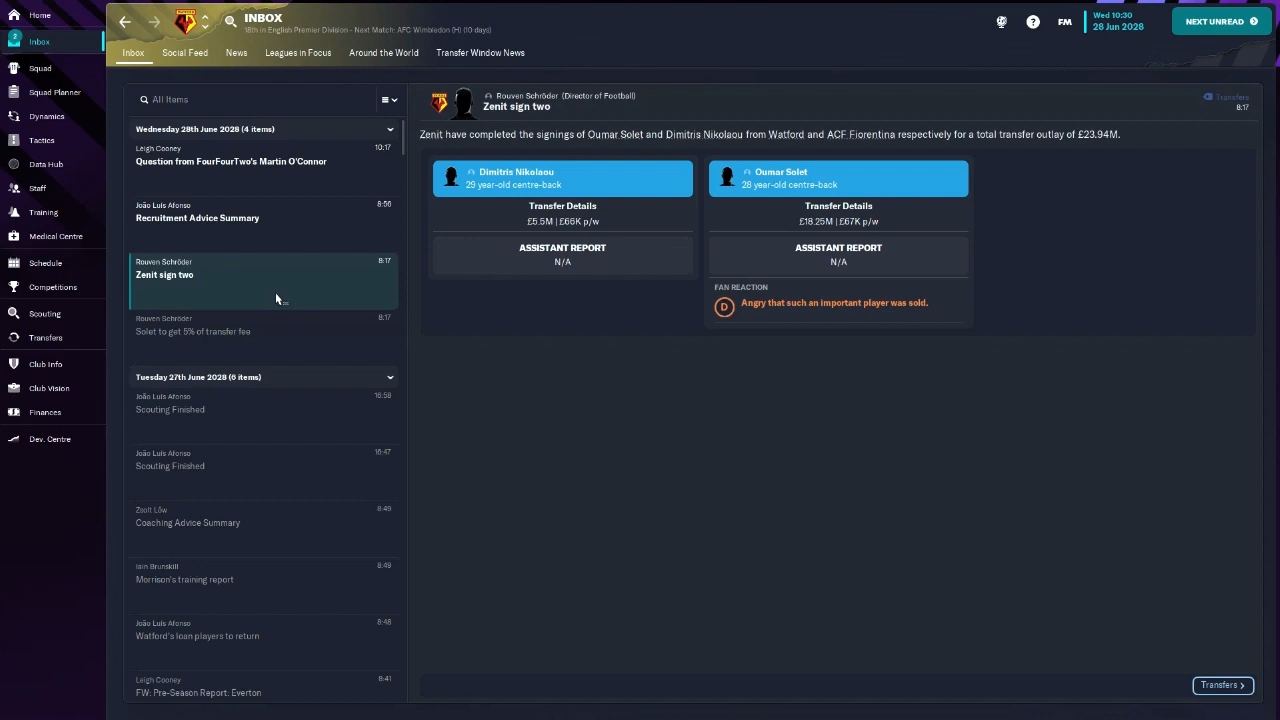 Home
2
Inbox
Squad
Squad Planner
Dynamics
Tactics
Data Hub
Staff
Training
Medical Centre
Schedule
Competitions
Scouting
Transfers
Club Info
Club Vision
Finances
Dev. Centre
INBOX
18th in English Premier Division - Next Match: AFC Wimbledon (H) (10 days)
FM
Wed 10:30
28 Jun 2028
NEXT UNREAD
Inbox
Social Feed
News
Leagues in Focus
Around the World
Transfer Window News
All Items
Wednesday 28th June 2028 (4 items)
Leigh Cooney
10:17
Question from FourFourTwo's Martin O'Connor
João Luís Afonso
8:56
Recruitment Advice Summary
Rouven Schröder
8:17
Zenit sign two
Rouven Schröder
8:17
Solet to get 5% of transfer fee
Tuesday 27th June 2028 (6 items)
João Luís Afonso
16:58
Scouting Finished
João Luís Afonso
16:47
Scouting Finished
Zsolt Lőw
8:49
Coaching Advice Summary
Iain Brunskill
8:49
Morrison's training report
João Luís Afonso
8:48
Watford's loan players to return
Leigh Cooney
8:41
FW: Pre-Season Report: Everton
Rouven Schröder (Director of Football)
Zenit sign two
Transfers
8:17
Zenit have completed the signings of Oumar Solet and Dimitris Nikolaou from Watford and ACF Fiorentina respectively for a total transfer outlay of £23.94M.
Dimitris Nikolaou
29 year-old centre-back
Transfer Details
£5.5M | £66K p/w
ASSISTANT REPORT
N/A
Oumar Solet
28 year-old centre-back
Transfer Details
£18.25M | £67K p/w
ASSISTANT REPORT
N/A
FAN REACTION
D
Angry that such an important player was sold.
Transfers